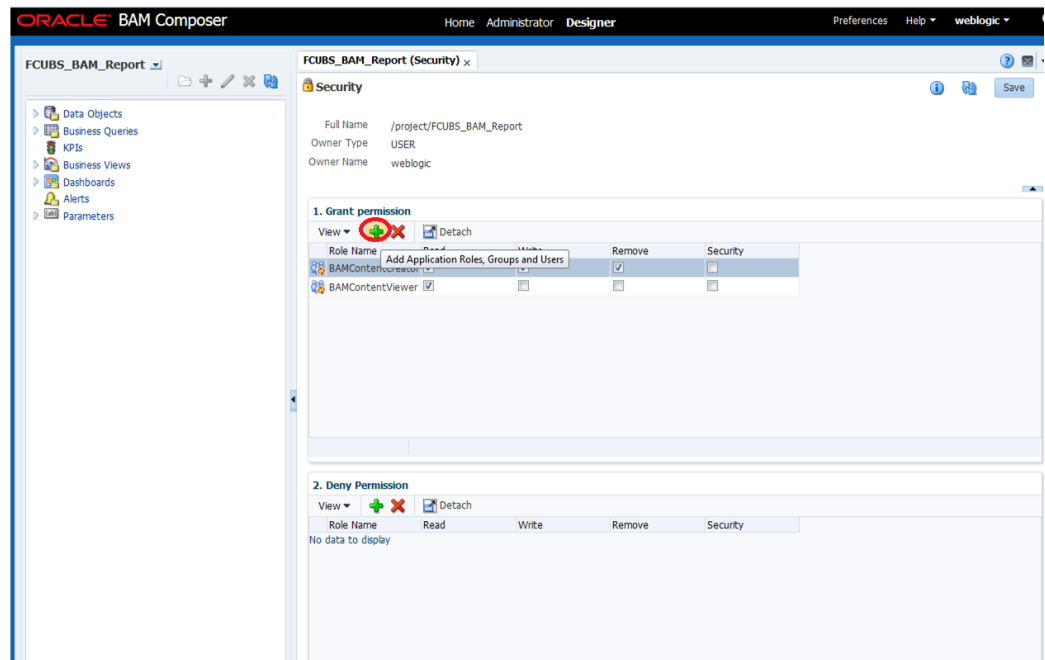 ORACLE BAM Composer Home Administrator Designer Preferences Help weblogic
FCUBS_BAM_Report
Data Objects
Business Queries
KPIs
Business Views
Dashboards
Alerts
Parameters
FCUBS_BAM_Report (Security)
Security
Save
Full Name /project/FCUBS_BAM_Report
Owner Type USER
Owner Name weblogic
1. Grant permission
View Detach
Role Name Read Write Remove Security
Add Application Roles, Groups and Users
BAMContentCreator
BAMContentViewer
2. Deny Permission
View Detach
Role Name Read Write Remove Security
No data to display